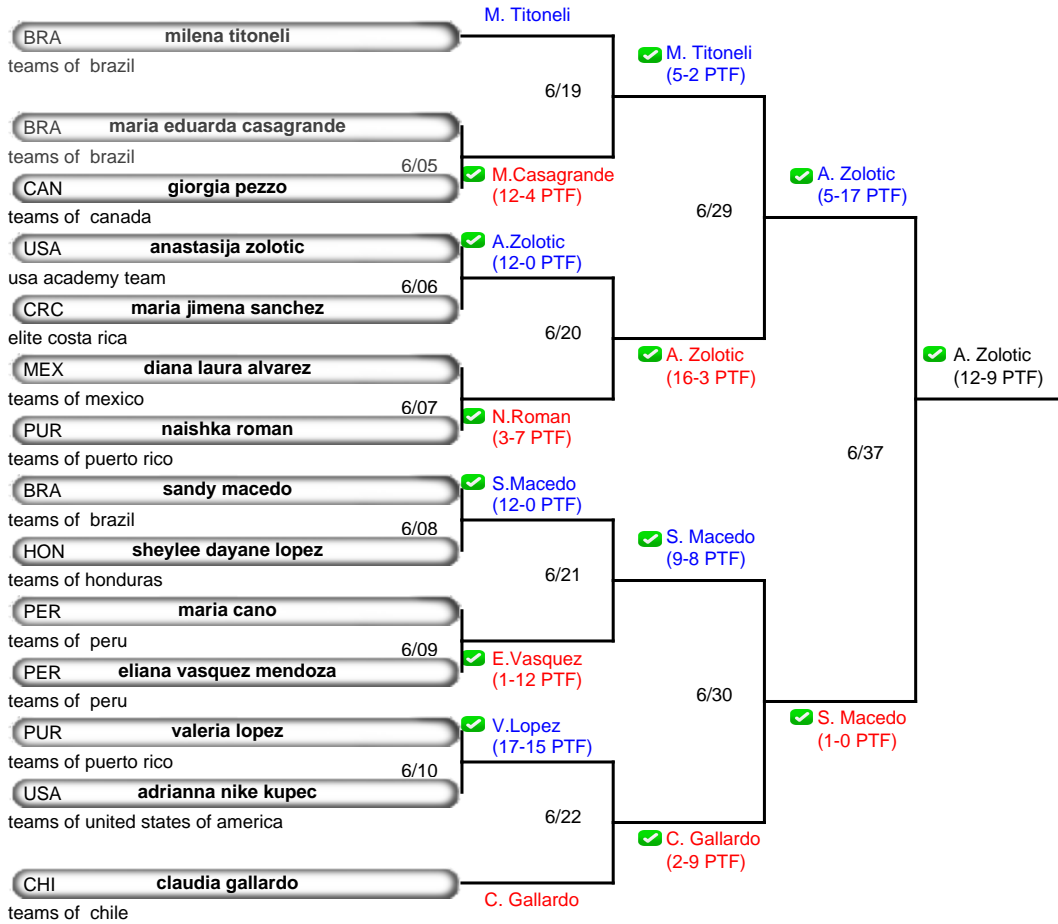 M. Titoneli
BRA milena titoneli
teams of brazil
M. Titoneli
(5-2 PTF)
6/19
BRA maria eduarda casagrande
teams of brazil
6/05
M.Casagrande
(12-4 PTF)
CAN giorgia pezzo
teams of canada
A. Zolotic
(5-17 PTF)
6/29
USA anastasija zolotic
usa academy team
A.Zolotic
(12-0 PTF)
6/06
CRC maria jimena sanchez
elite costa rica
6/20
A. Zolotic
(16-3 PTF)
A. Zolotic
(12-9 PTF)
MEX diana laura alvarez
teams of mexico
6/07
N.Roman
(3-7 PTF)
PUR naishka roman
teams of puerto rico
6/37
BRA sandy macedo
teams of brazil
S.Macedo
(12-0 PTF)
6/08
S. Macedo
(9-8 PTF)
HON sheylee dayane lopez
teams of honduras
6/21
PER maria cano
teams of peru
6/09
E.Vasquez
(1-12 PTF)
PER eliana vasquez mendoza
teams of peru
6/30
S. Macedo
(1-0 PTF)
PUR valeria lopez
teams of puerto rico
V.Lopez
(17-15 PTF)
6/10
USA adrianna nike kupec
teams of united states of america
6/22
C. Gallardo
(2-9 PTF)
CHI claudia gallardo
teams of chile
C. Gallardo